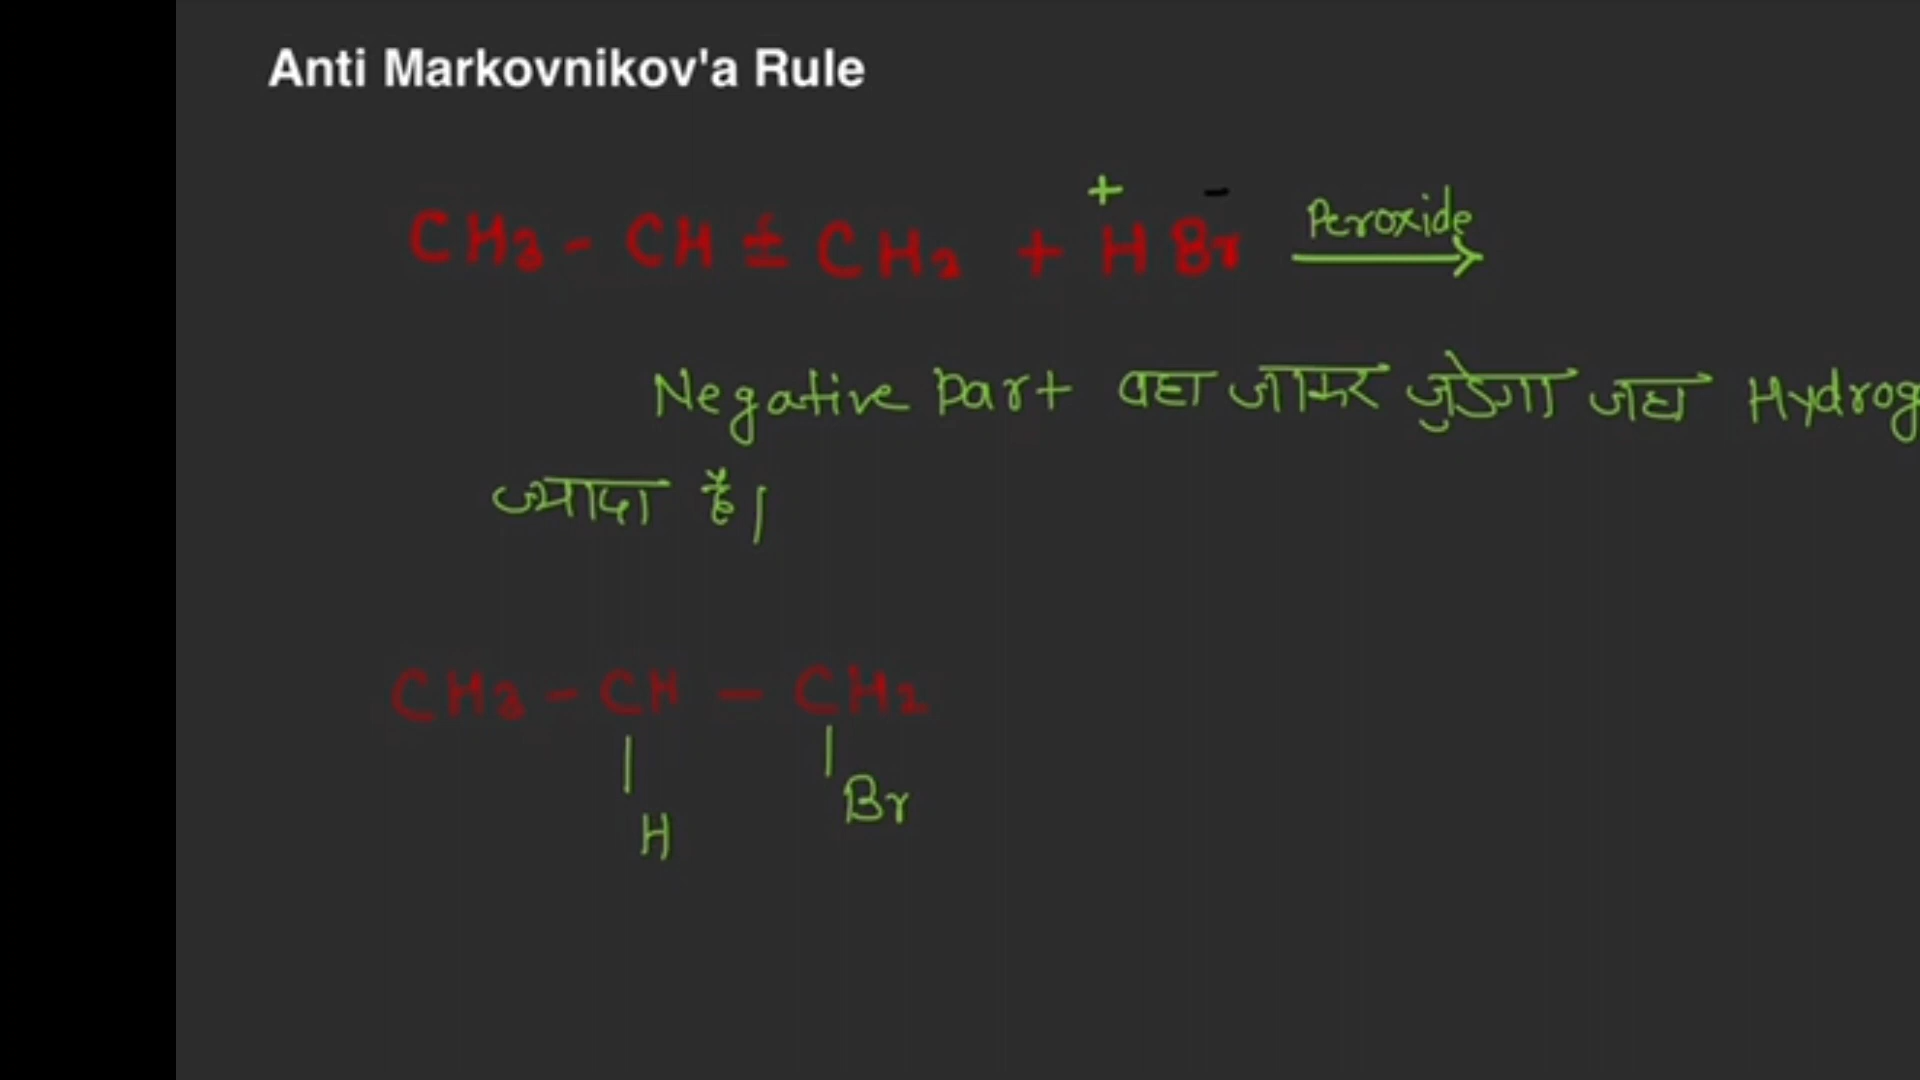 Anti Markovnikov'a Rule
+ -
CH3 - CH = CH2 + H Br Peroxide →
Negative Part वहा जाकर जुडेगा जहा Hydrog
ज्यादा है।
CH3 - CH - CH2
| |
Br
H